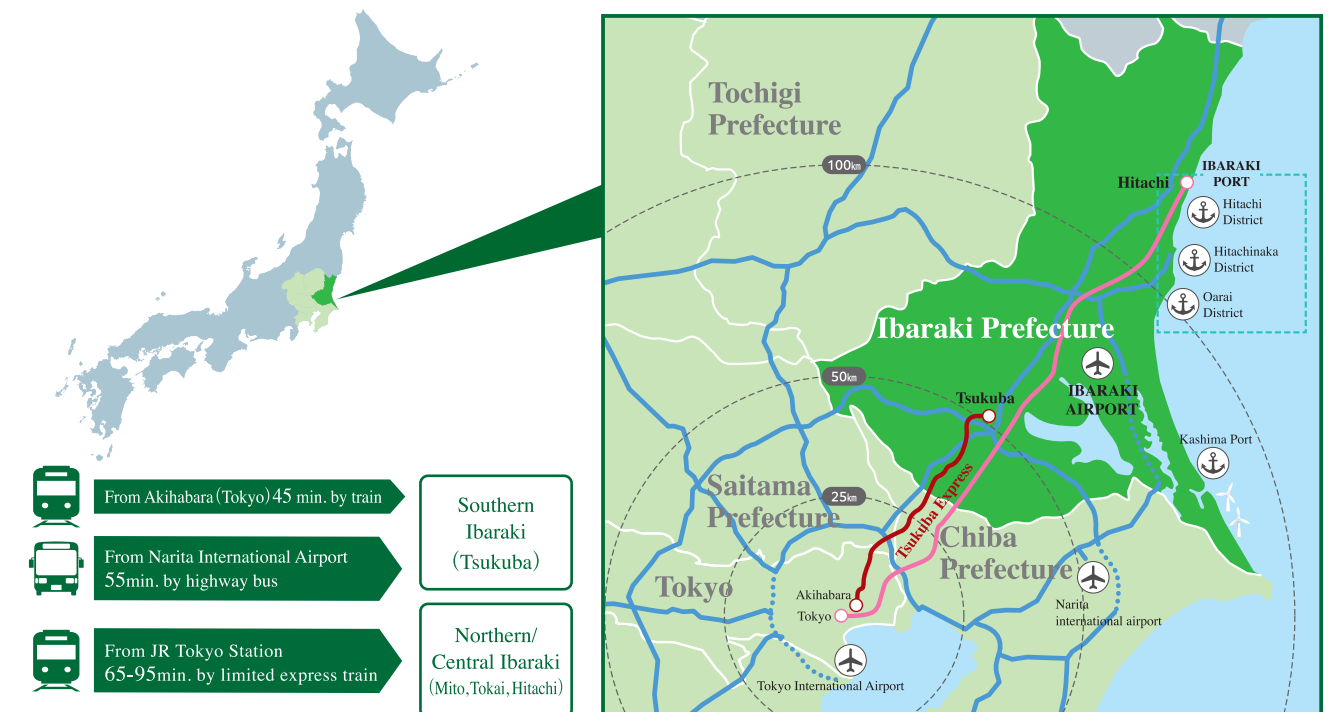 From Akihabara (Tokyo) 45 min. by train
From Narita International Airport
55min. by highway bus
Southern
Ibaraki
(Tsukuba)
From JR Tokyo Station
65-95min. by limited express train
Northern/
Central Ibaraki
(Mito, Tokai, Hitachi)
Tochigi
Prefecture
100km
Hitachi
IBARAKI
PORT
Hitachi
District
Hitachinaka
District
Oarai
District
Ibaraki Prefecture
50km
IBARAKI
AIRPORT
Tsukuba
Kashima Port
Saitama
Prefecture
25km
Tsukuba Express
Chiba
Prefecture
Tokyo
Akihabara
Tokyo
Narita
international airport
Tokyo International Airport